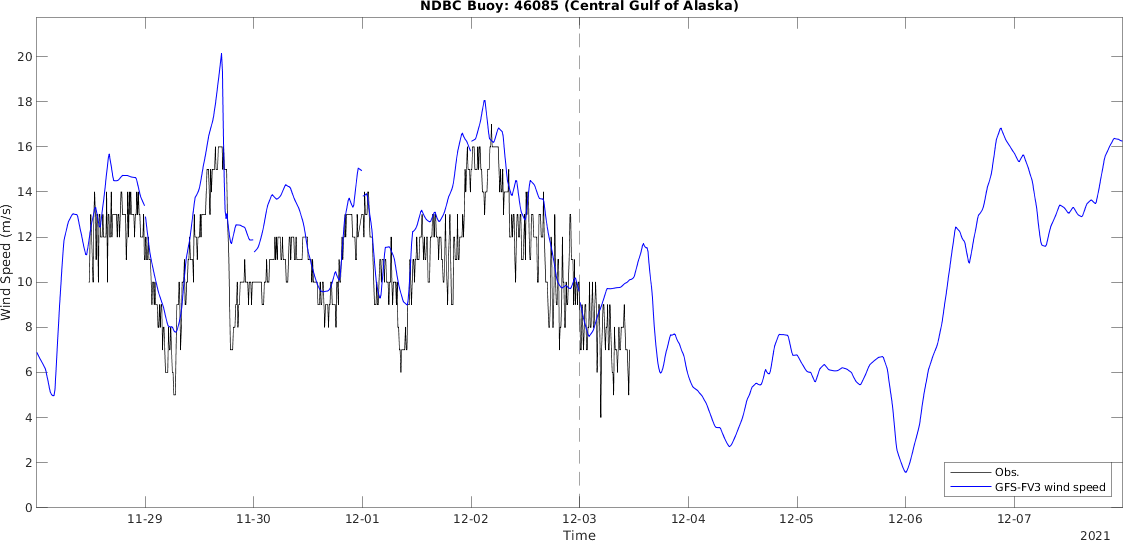 NDBC Buoy: 46085 (Central Gulf of Alaska)
20
18
16
14
12
10
8
6
4
2
0
Wind Speed (m/s)
11-29 11-30 12-01 12-02 12-03 12-04 12-05 12-06 12-07
Time
2021
Obs.
GFS-FV3 wind speed